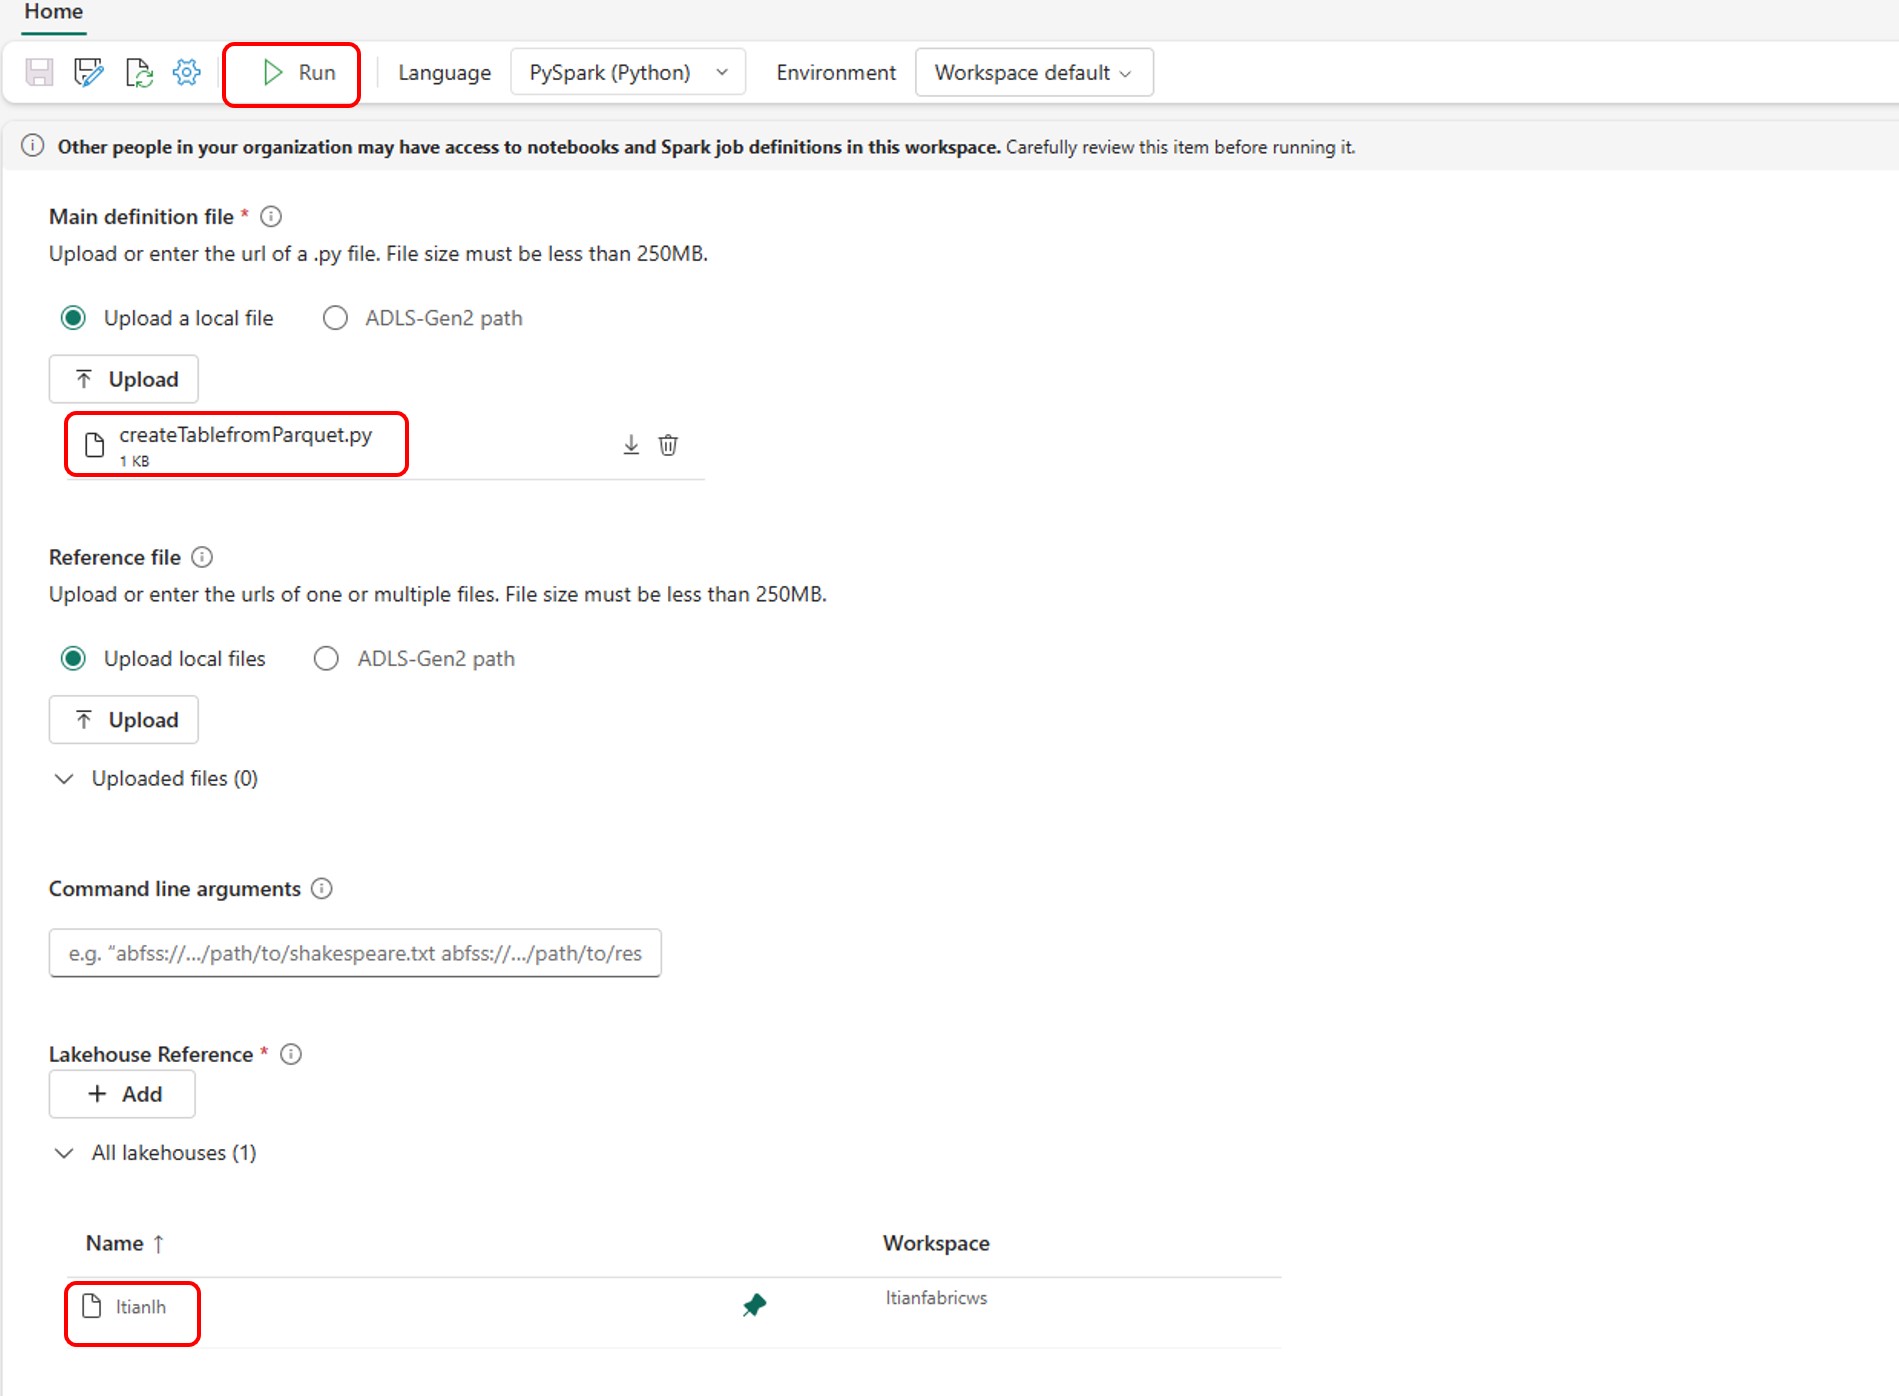 Home
Run Language PySpark (Python) Environment Workspace default
Other people in your organization may have access to notebooks and Spark job definitions in this workspace. Carefully review this item before running it.
Main definition file *
Upload or enter the url of a .py file. File size must be less than 250MB.
Upload a local file ADLS-Gen2 path
Upload
createTablefromParquet.py
1 KB
Reference file
Upload or enter the urls of one or multiple files. File size must be less than 250MB.
Upload local files ADLS-Gen2 path
Upload
Uploaded files (0)
Command line arguments
e.g. “abfss://.../path/to/shakespeare.txt abfss://.../path/to/res
Lakehouse Reference *
+ Add
All lakehouses (1)
Name ↑ Workspace
ltianlh ltianfabricws